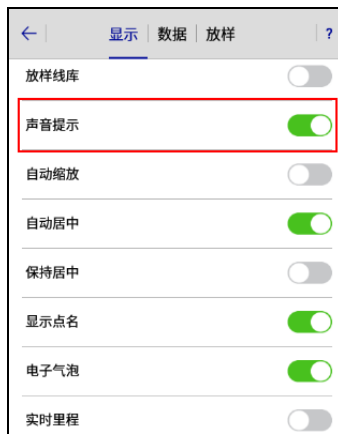 ← 显示 数据 放样 ?
放样线库
声音提示
自动缩放
自动居中
保持居中
显示点名
电子气泡
实时里程